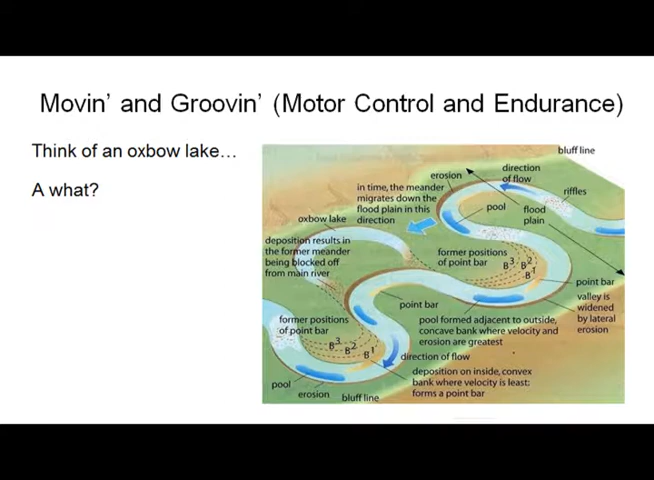 Movin' and Groovin' (Motor Control and Endurance)
Think of an oxbow lake…
A what?
bluff line
direction
of flow
erosion
riffles
in time, the meander
migrates down the
flood plain in this
direction
pool
flood
plain
oxbow lake
deposition results in
the former meander
being blocked off
from main river
former positions
of point bar
B3
B2
B1
point bar
point bar
valley is
widened
by lateral
erosion
former positions
of point bar
pool formed adjacent to outside,
concave bank where velocity and
erosion are greatest
B3
B2
B1
direction of flow
deposition on inside, convex
bank where velocity is least;
forms a point bar
pool
erosion
bluff line